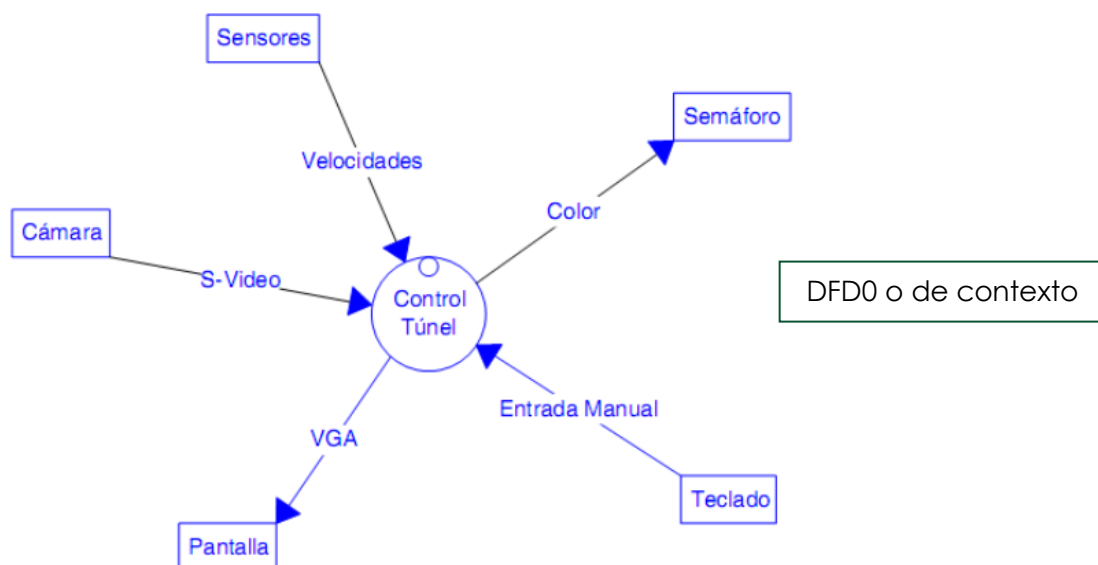 Sensores
Semáforo
Velocidades
Color
Cámara
S-Video
Control
Túnel
DFD0 o de contexto
Entrada Manual
VGA
Teclado
Pantalla